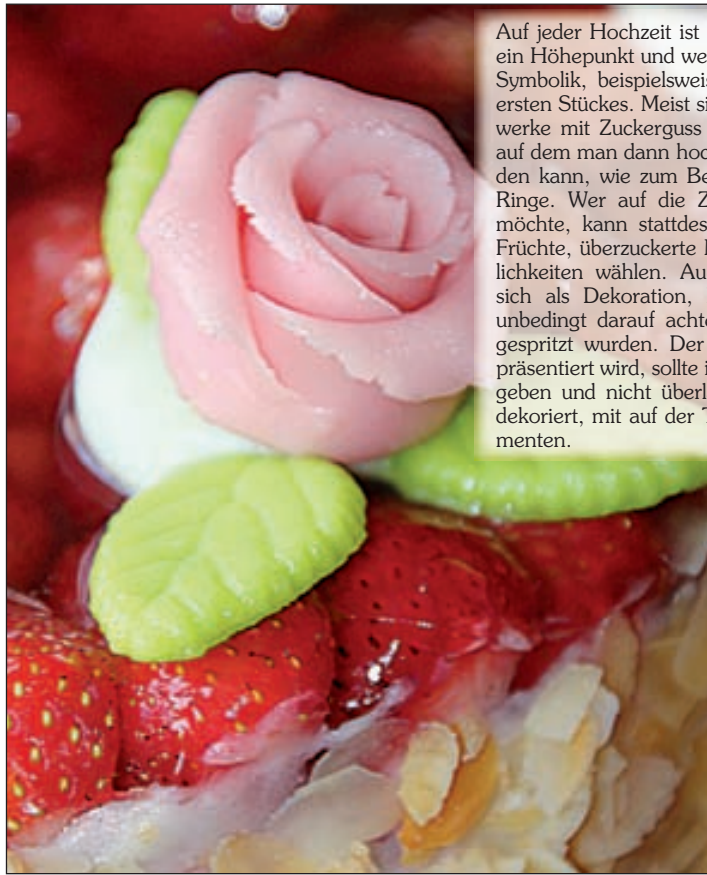 Auf jeder Hochzeit ist
ein Höhepunkt und we
Symbolik, beispielsweis
ersten Stückes. Meist si
werke mit Zuckerguss
auf dem man dann hoc
den kann, wie zum Be
Ringe. Wer auf die Z
möchte, kann stattdes
Früchte, überzuckerte
lichkeiten wählen. Au
sich als Dekoration,
unbedingt darauf acht
gespritzt wurden. Der
präsentiert wird, sollte i
geben und nicht überl
dekoriert, mit auf der T
menten.